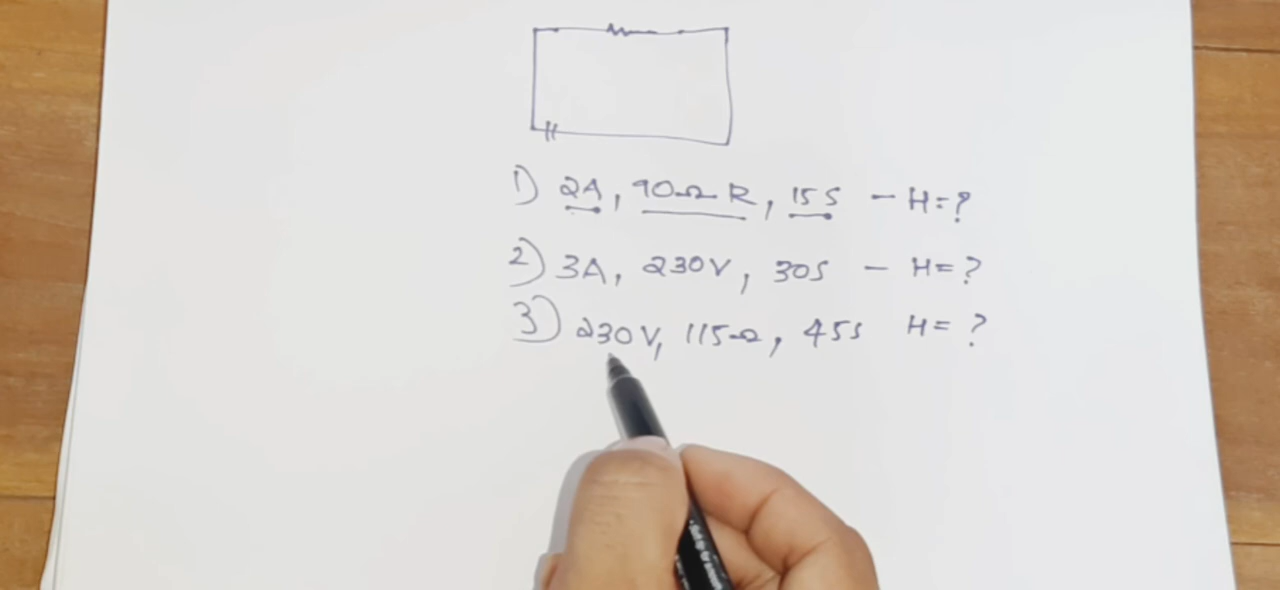 1) 2A, 90Ω R, 15S – H=?
2) 3A, 230V, 30S – H=?
3) 230V, 115Ω, 45S H= ?